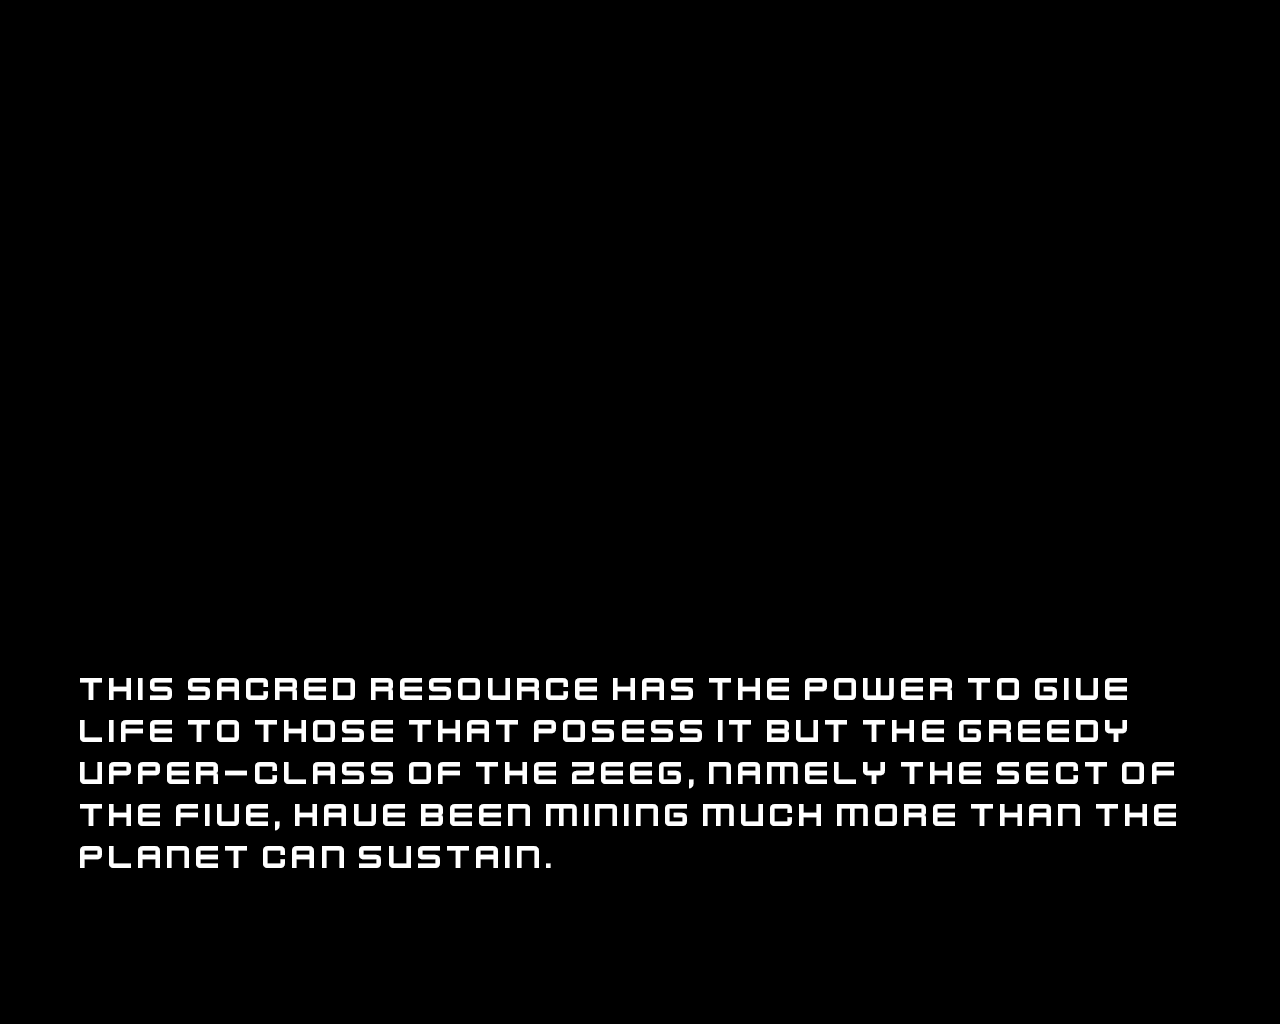 THIS SACRED RESOURCE HAS THE POWER TO GIVE
LIFE TO THOSE THAT POSESS IT BUT THE GREEDY
UPPER-CLASS OF THE ZEEG, NAMELY THE SECT OF
THE FIVE, HAVE BEEN MINING MUCH MORE THAN THE
PLANET CAN SUSTAIN.